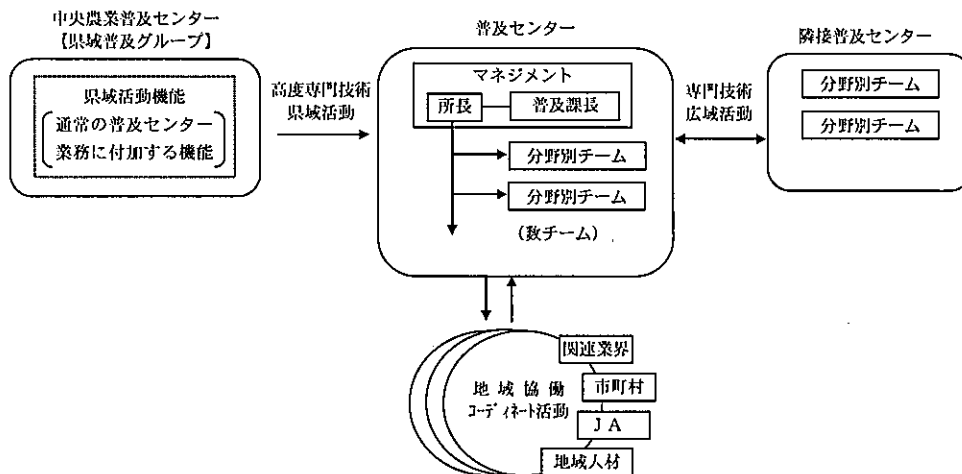 中央農業普及センター
【県域普及グループ】
県域活動機能
通常の普及センター
業務に付加する機能
高度専門技術
県域活動
普及センター
マネジメント
所長
普及課長
分野別チーム
分野別チーム
(数チーム)
専門技術
広域活動
隣接普及センター
分野別チーム
分野別チーム
地域協働
コーディネート活動
関連業界
市町村
JA
地域人材